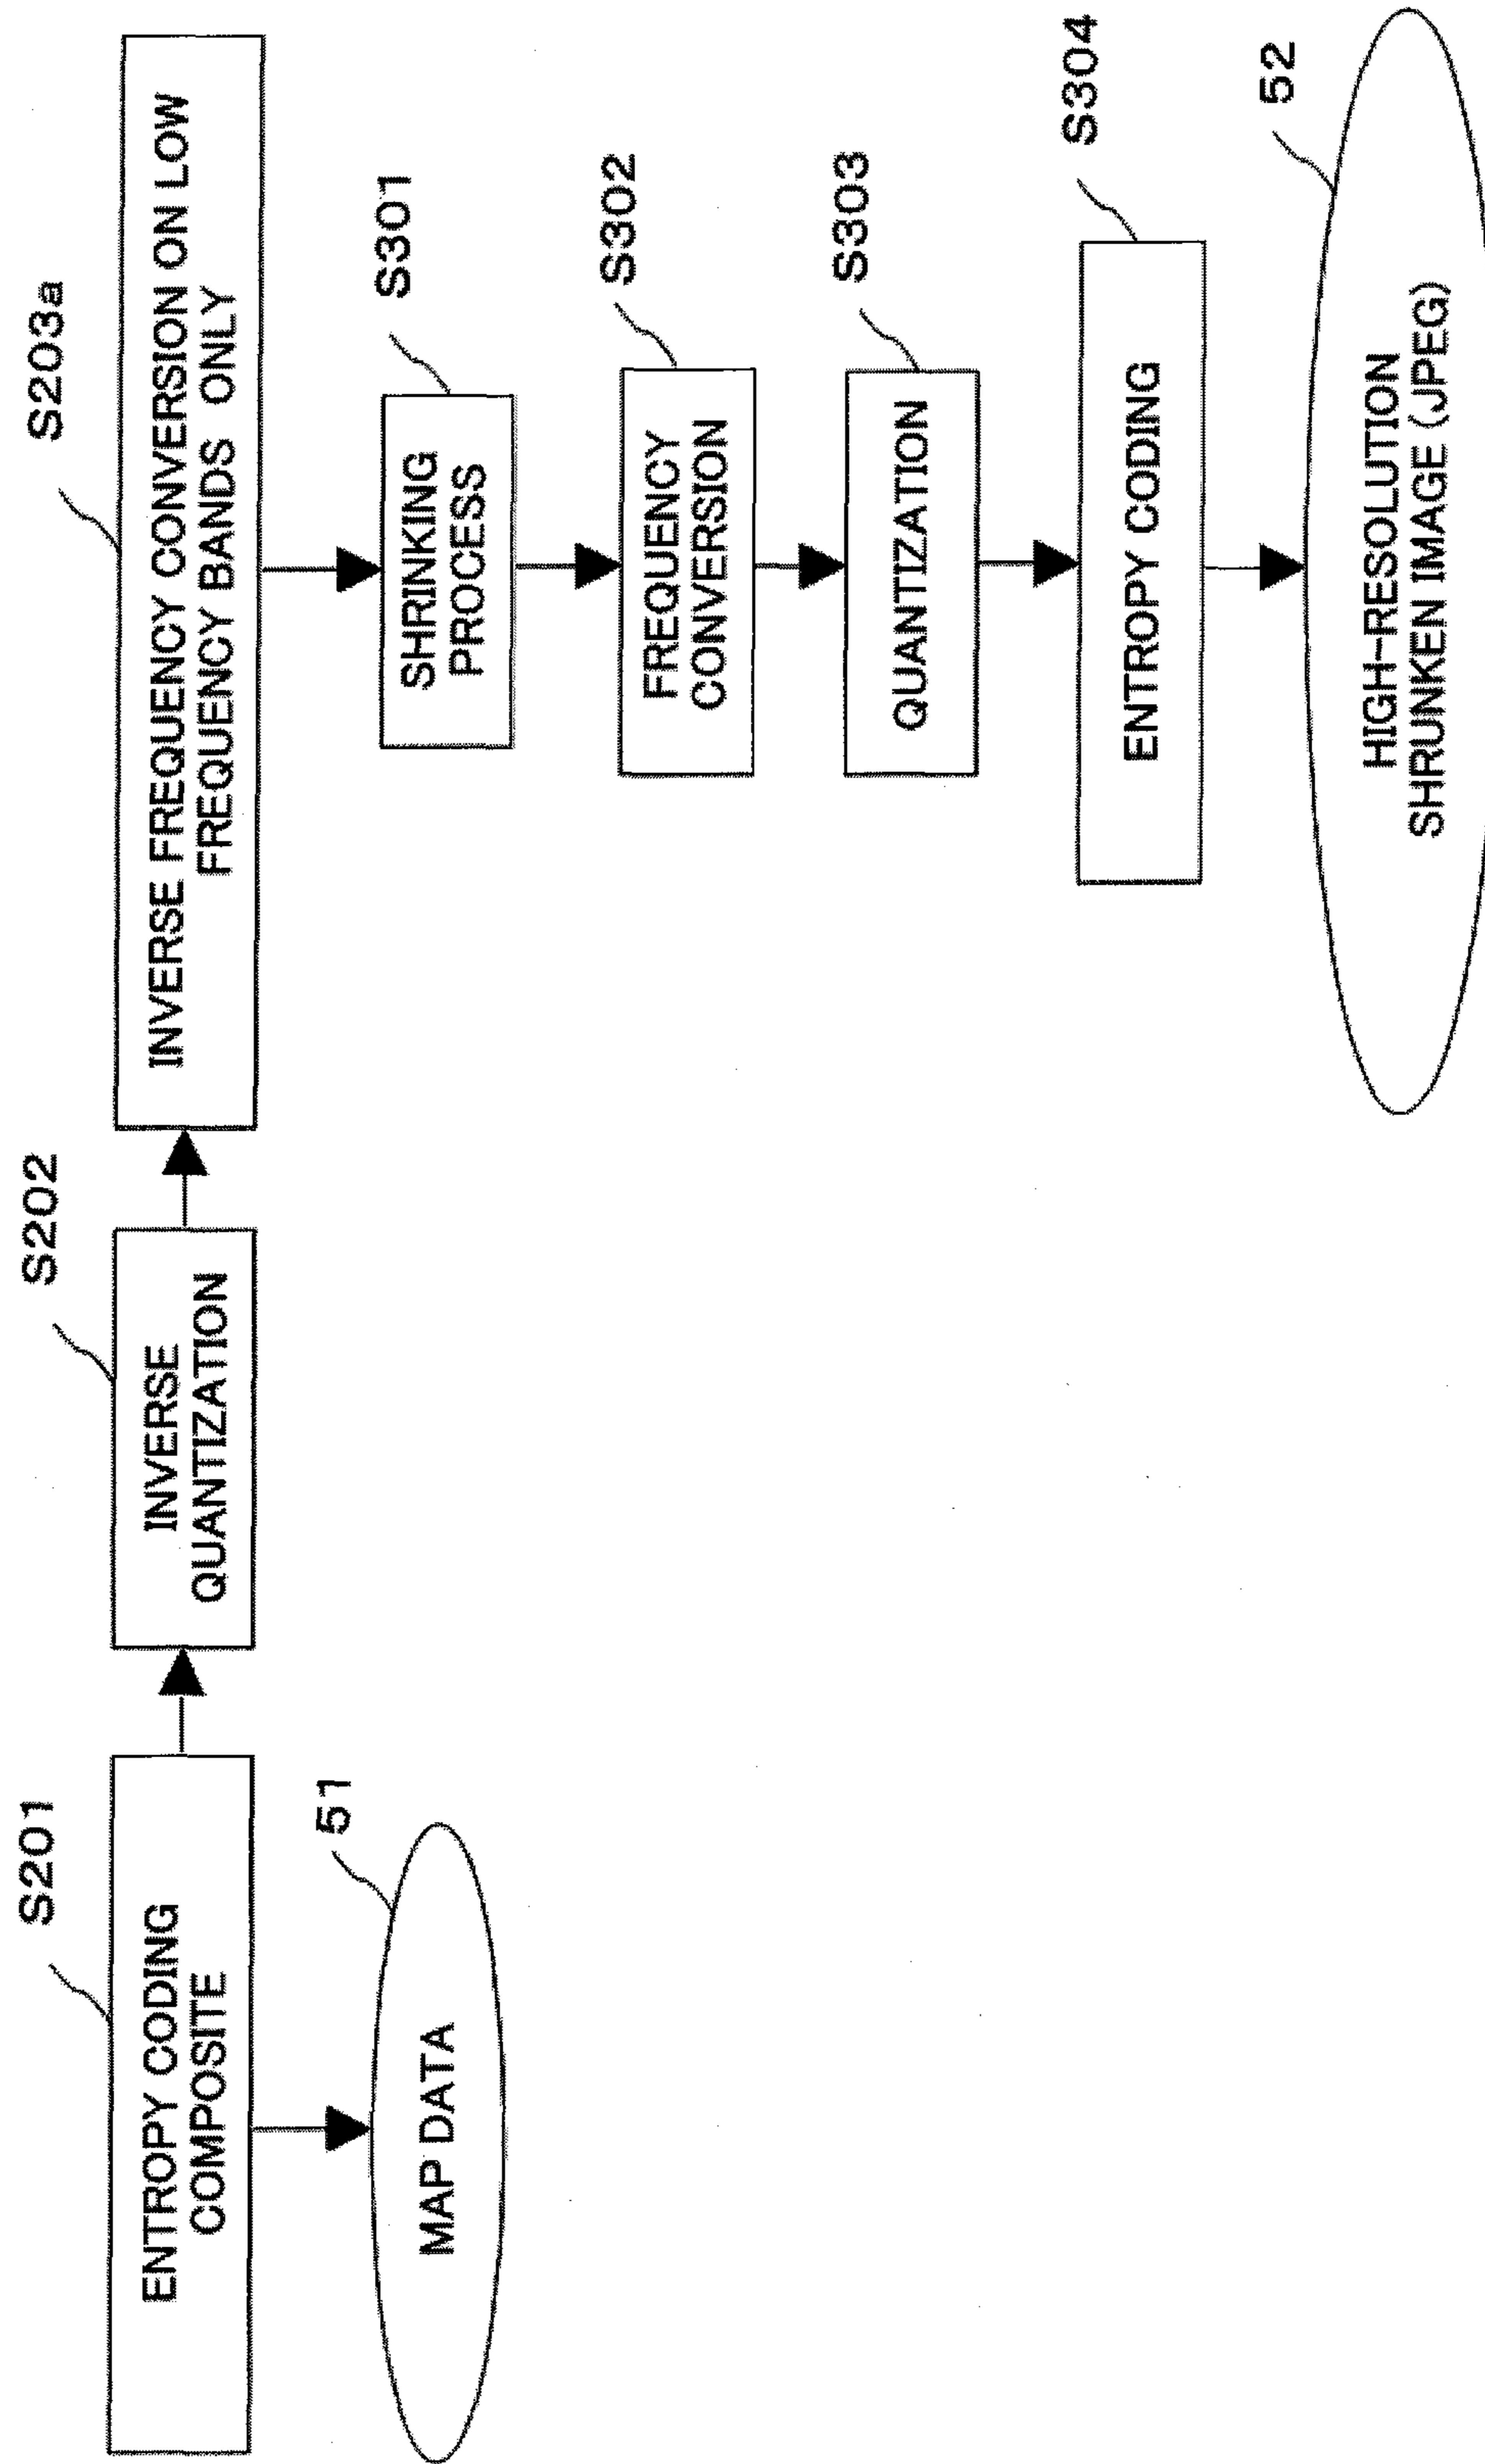 S201
ENTROPY CODING
COMPOSITE
51
MAP DATA
S202
INVERSE
QUANTIZATION
S203a
INVERSE FREQUENCY CONVERSION ON LOW
FREQUENCY BANDS ONLY
S301
SHRINKING
PROCESS
S302
FREQUENCY
CONVERSION
S303
QUANTIZATION
S304
ENTROPY CODING
52
HIGH-RESOLUTION
SHRUNKEN IMAGE (JPEG)